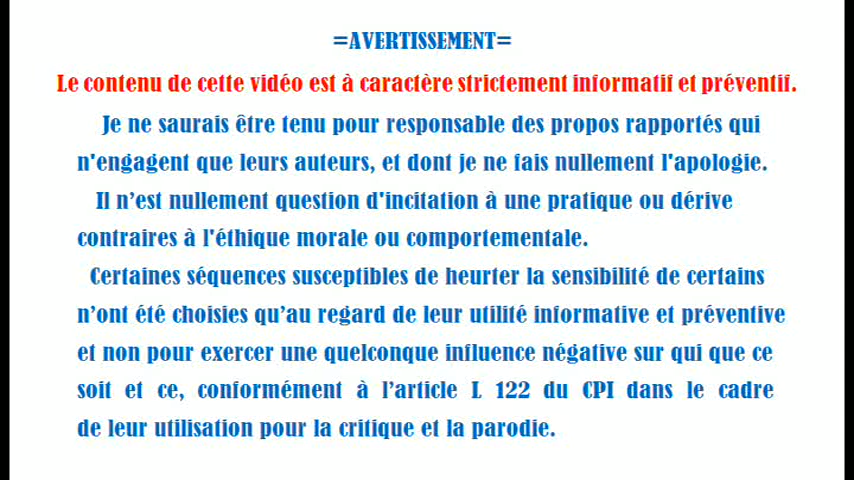 =AVERTISSEMENT=
Le contenu de cette vidéo est à caractère strictement informatif et préventif.
Je ne saurais être tenu pour responsable des propos rapportés qui
n'engagent que leurs auteurs, et dont je ne fais nullement l'apologie.
Il n’est nullement question d'incitation à une pratique ou dérive
contraires à l'éthique morale ou comportementale.
Certaines séquences susceptibles de heurter la sensibilité de certains
n’ont été choisies qu’au regard de leur utilité informative et préventive
et non pour exercer une quelconque influence négative sur qui que ce
soit et ce, conformément à l’article L 122 du CPI dans le cadre
de leur utilisation pour la critique et la parodie.